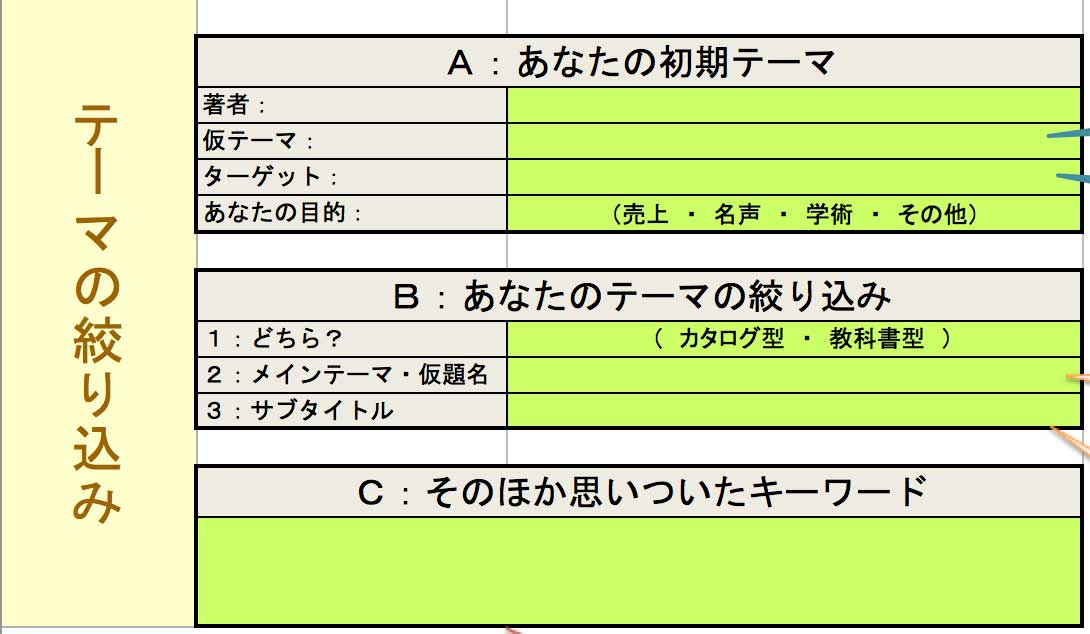 テーマの絞り込み
A：あなたの初期テーマ
著者：
仮テーマ：
ターゲット：
あなたの目的： （売上 ・ 名声 ・ 学術 ・ その他）
B：あなたのテーマの絞り込み
1：どちら？ （ カタログ型 ・ 教科書型 ）
2：メインテーマ・仮題名
3：サブタイトル
C：そのほか思いついたキーワード